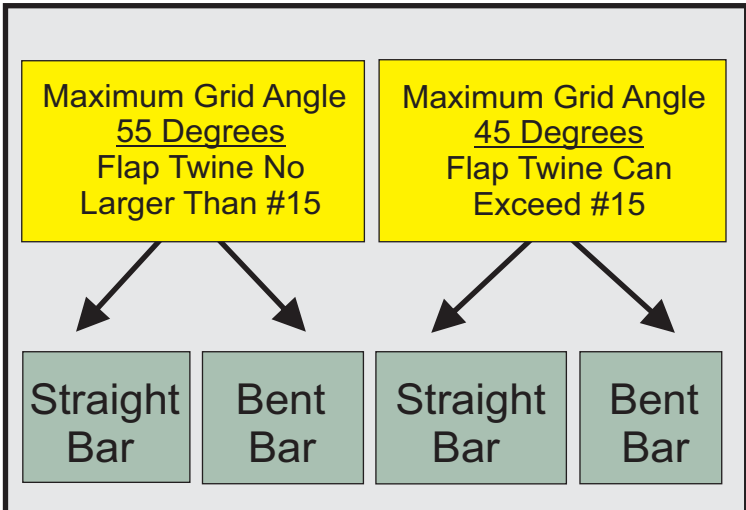 Maximum Grid Angle
55 Degrees
Flap Twine No
Larger Than #15
Maximum Grid Angle
45 Degrees
Flap Twine Can
Exceed #15
Straight
Bar
Bent
Bar
Straight
Bar
Bent
Bar